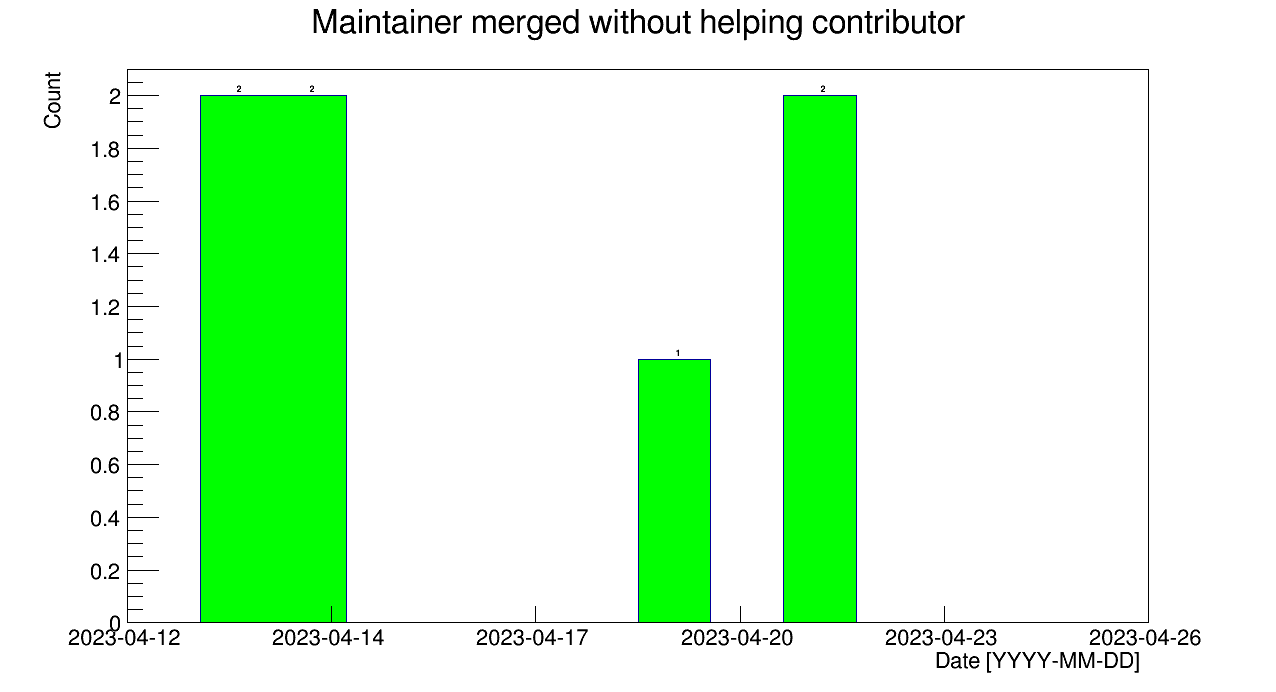 Maintainer merged without helping contributor
Count
2
1.8
1.6
1.4
1.2
1
0.8
0.6
0.4
0.2
0
2 2 1 2
2023-04-12 2023-04-14 2023-04-17 2023-04-20 2023-04-23 2023-04-26
Date [YYYY-MM-DD]